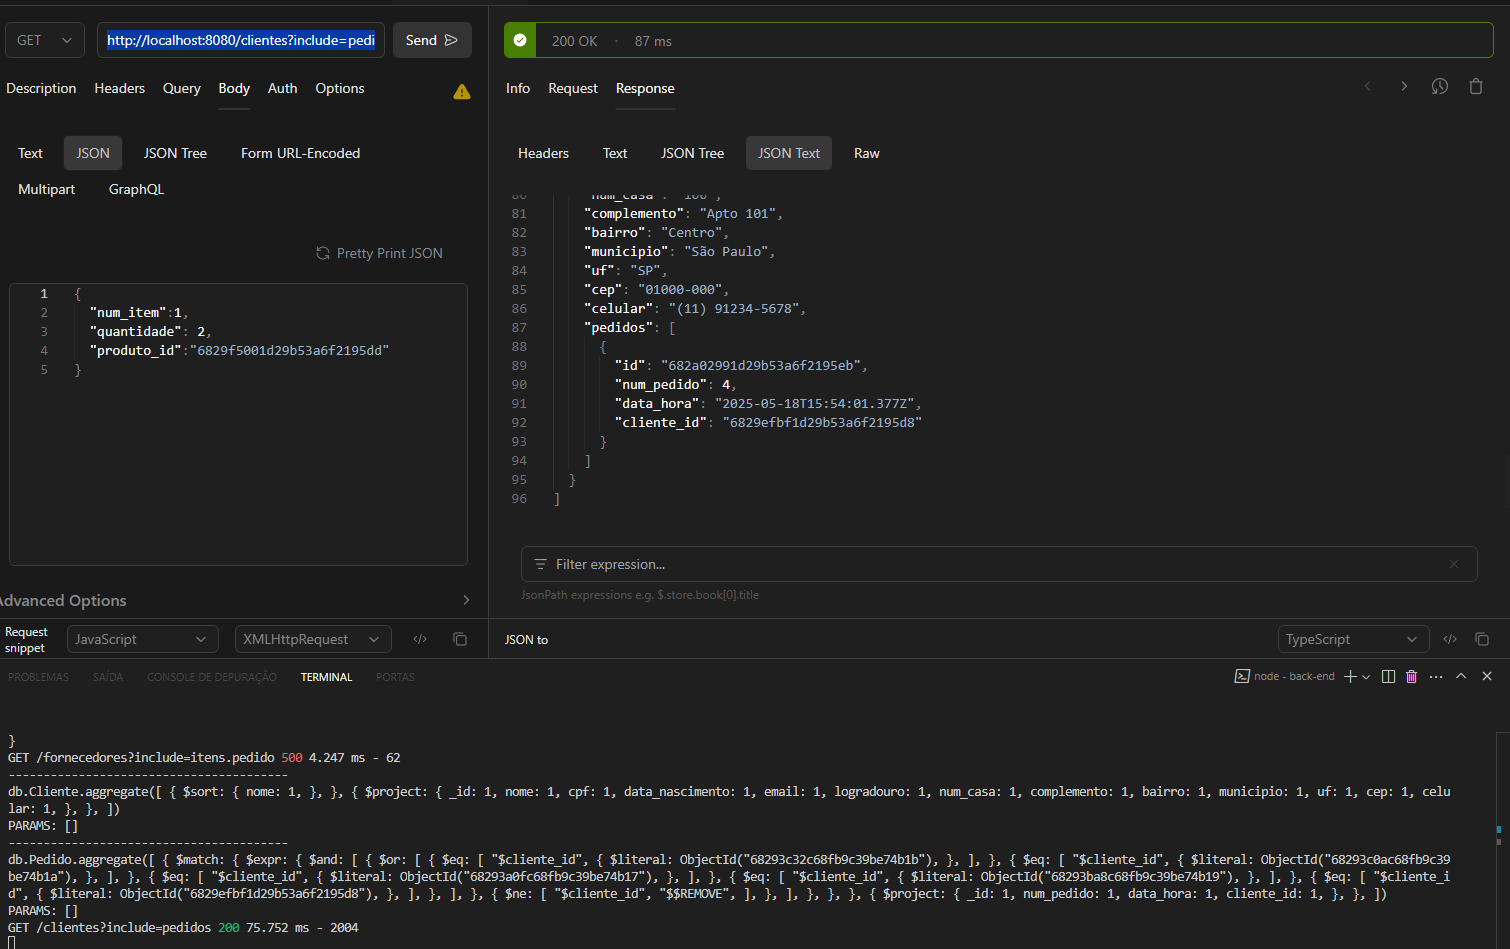 GET
http://localhost:8080/clientes?include=pedi
Send
200 OK · 87 ms
Description Headers Query Body Auth Options
Info Request Response
Text JSON JSON Tree Form URL-Encoded
Multipart GraphQL
Headers Text JSON Tree JSON Text Raw
Pretty Print JSON
1 {
2 "num_item":1,
3 "quantidade": 2,
4 "produto_id":"6829f5001d29b53a6f2195dd"
5 }
80 "num_casa": "100",
81 "complemento": "Apto 101",
82 "bairro": "Centro",
83 "municipio": "São Paulo",
84 "uf": "SP",
85 "cep": "01000-000",
86 "celular": "(11) 91234-5678",
87 "pedidos": [
88 {
89 "id": "682a02991d29b53a6f2195eb",
90 "num_pedido": 4,
91 "data_hora": "2025-05-18T15:54:01.377Z",
92 "cliente_id": "6829efbf1d29b53a6f2195d8"
93 }
94 ]
95 }
96 ]
Filter expression...
JsonPath expressions e.g. $.store.book[0].title
Advanced Options
Request snippet
JavaScript
XMLHttpRequest
JSON to
TypeScript
PROBLEMAS SAÍDA CONSOLE DE DEPURAÇÃO TERMINAL PORTAS
node - back-end
}
GET /fornecedores?include=itens.pedido 500 4.247 ms - 62
----------------------------------------
db.Cliente.aggregate([ { $sort: { nome: 1, }, }, { $project: { _id: 1, nome: 1, cpf: 1, data_nascimento: 1, email: 1, logradouro: 1, num_casa: 1, complemento: 1, bairro: 1, municipio: 1, uf: 1, cep: 1, celu
lar: 1, }, }, ])
PARAMS: []
----------------------------------------
db.Pedido.aggregate([ { $match: { $expr: { $and: [ { $or: [ { $eq: [ "$cliente_id", { $literal: ObjectId("68293c32c68fb9c39be74b1b"), }, ], }, { $eq: [ "$cliente_id", { $literal: ObjectId("68293c0ac68fb9c39
be74b1a"), }, ], }, { $eq: [ "$cliente_id", { $literal: ObjectId("68293a0fc68fb9c39be74b17"), }, ], }, { $eq: [ "$cliente_id", { $literal: ObjectId("68293ba8c68fb9c39be74b19"), }, ], }, { $eq: [ "$cliente_i
d", { $literal: ObjectId("6829efbf1d29b53a6f2195d8"), }, ], }, ], }, { $ne: [ "$cliente_id", "$$REMOVE", ], }, ], }, }, }, { $project: { _id: 1, num_pedido: 1, data_hora: 1, cliente_id: 1, }, }, ])
PARAMS: []
GET /clientes?include=pedidos 200 75.752 ms - 2004